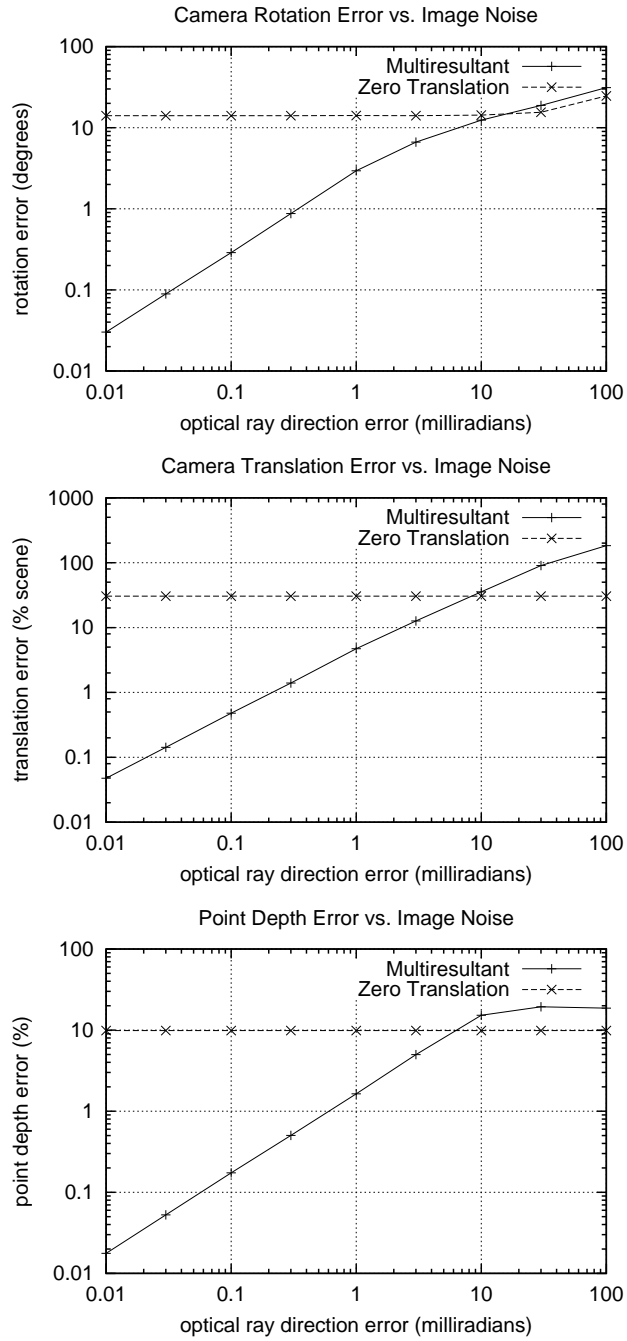 Camera Rotation Error vs. Image Noise
100
10
1
0.1
0.01
rotation error (degrees)
Multiresultant
Zero Translation
0.01 0.1 1 10 100
optical ray direction error (milliradians)
Camera Translation Error vs. Image Noise
1000
100
10
1
0.1
0.01
translation error (% scene)
Multiresultant
Zero Translation
0.01 0.1 1 10 100
optical ray direction error (milliradians)
Point Depth Error vs. Image Noise
100
10
1
0.1
0.01
point depth error (%)
Multiresultant
Zero Translation
0.01 0.1 1 10 100
optical ray direction error (milliradians)